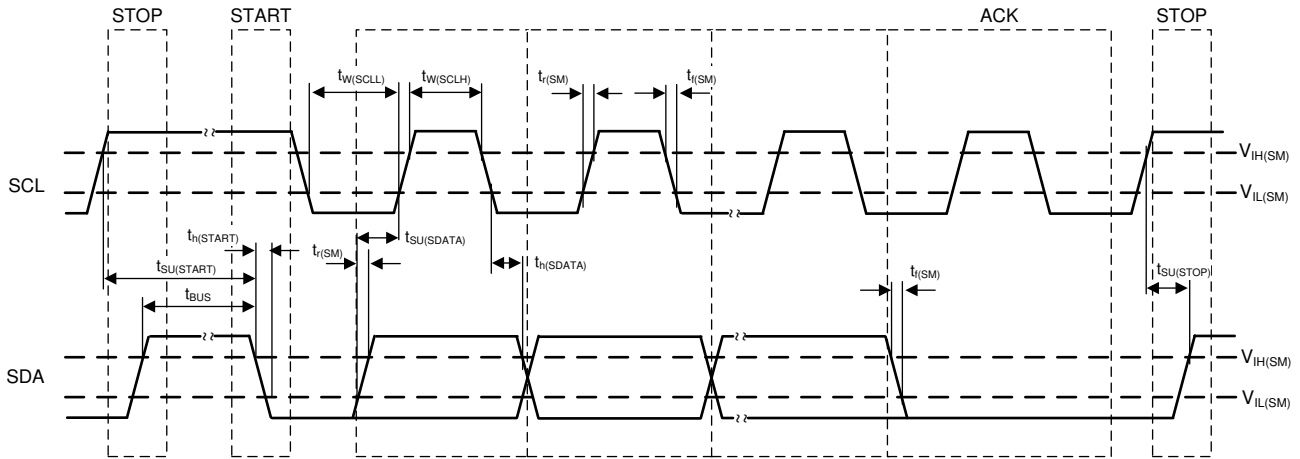 STOP START ACK STOP
tW(SCLL) tW(SCLH) tr(SM) tf(SM)
VIH(SM)
SCL
VIL(SM)
th(START) tr(SM) tSU(SDATA)
tSU(START) th(SDATA) tf(SM) tSU(STOP)
tBUS
VIH(SM)
SDA
VIL(SM)